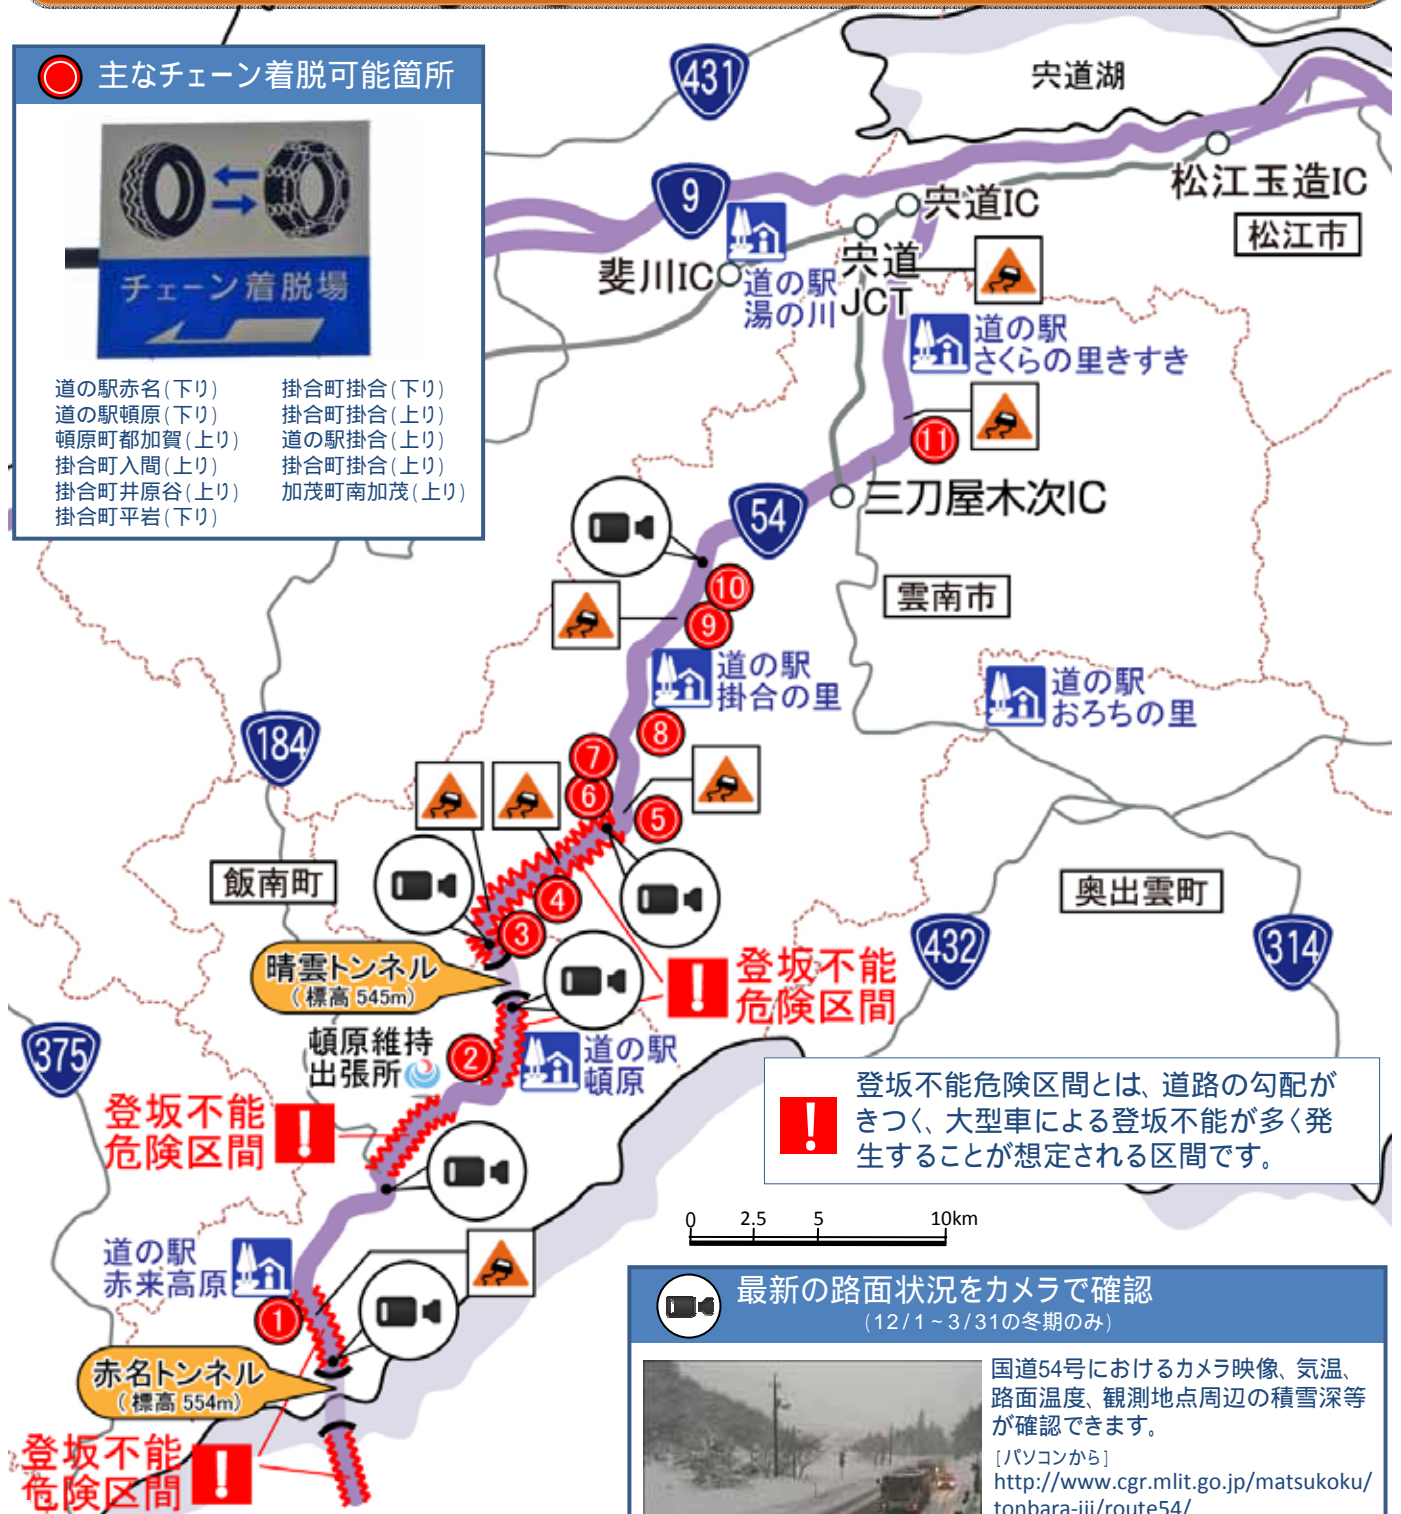 主なチェーン着脱可能箇所
チェーン着脱場
道の駅赤名(下り)
道の駅頓原(下り)
頓原町都加賀(上り)
掛合町入間(上り)
掛合町井原谷(上り)
掛合町平岩(下り)
掛合町掛合(下り)
掛合町掛合(上り)
道の駅掛合(上り)
掛合町掛合(上り)
加茂町南加茂(上り)
431
宍道湖
9
松江玉造IC
宍道IC
松江市
斐川IC
道の駅
湯の川
宍道
JCT
道の駅
さくらの里きすき
11
三刀屋木次IC
54
10
雲南市
9
道の駅
掛合の里
道の駅
おろちの里
184
8
7
6
5
飯南町
4
奥出雲町
3
432
314
晴雲トンネル
(標高 545m)
登坂不能
危険区間
375
頓原維持
出張所
2
道の駅
頓原
登坂不能
危険区間
登坂不能危険区間とは、道路の勾配が
きつく、大型車による登坂不能が多く発
生することが想定される区間です。
0 2.5 5 10km
道の駅
赤来高原
1
赤名トンネル
(標高 554m)
登坂不能
危険区間
最新の路面状況をカメラで確認
(12/1~3/31の冬期のみ)
国道54号におけるカメラ映像、気温、
路面温度、観測地点周辺の積雪深等
が確認できます。
[パソコンから]
http://www.cgr.mlit.go.jp/matsukoku/
tonbara-iji/route54/